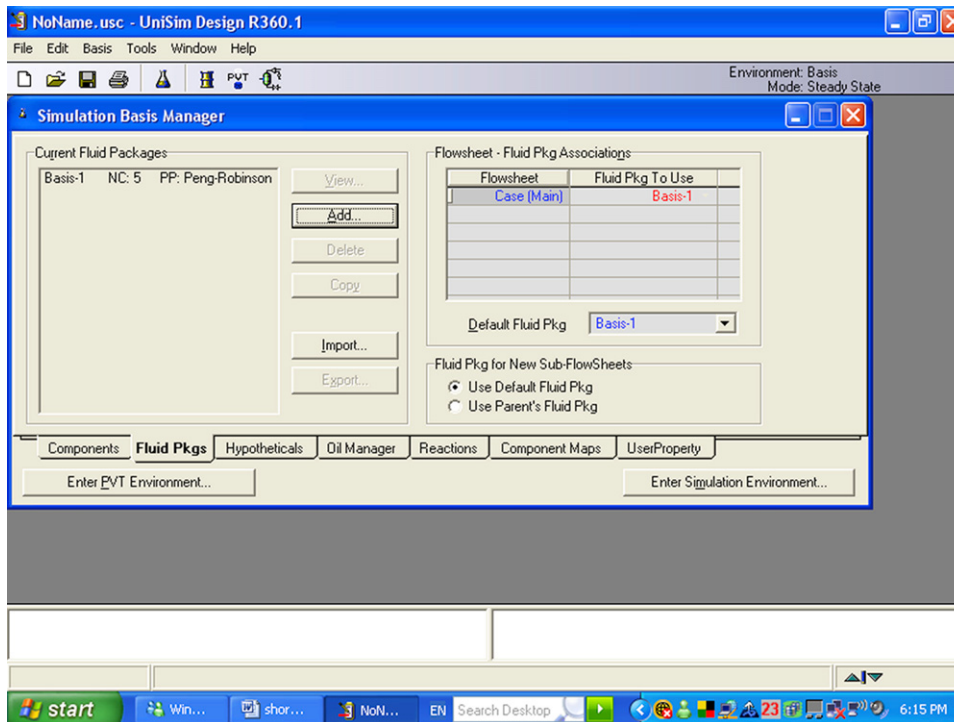 NoName.usc - UniSim Design R360.1
File Edit Basis Tools Window Help
PVT
Environment: Basis
Mode: Steady State
Simulation Basis Manager
Current Fluid Packages
Basis-1 NC: 5 PP: Peng-Robinson
View...
Add...
Delete
Copy
Import...
Export...
Flowsheet - Fluid Pkg Associations
Flowsheet Fluid Pkg To Use
Case (Main) Basis-1
Default Fluid Pkg Basis-1
Fluid Pkg for New Sub-FlowSheets
Use Default Fluid Pkg
Use Parent's Fluid Pkg
Components Fluid Pkgs Hypotheticals Oil Manager Reactions Component Maps UserProperty
Enter PVT Environment... Enter Simulation Environment...
start Win... shor... NoN... EN Search Desktop 23 6:15 PM